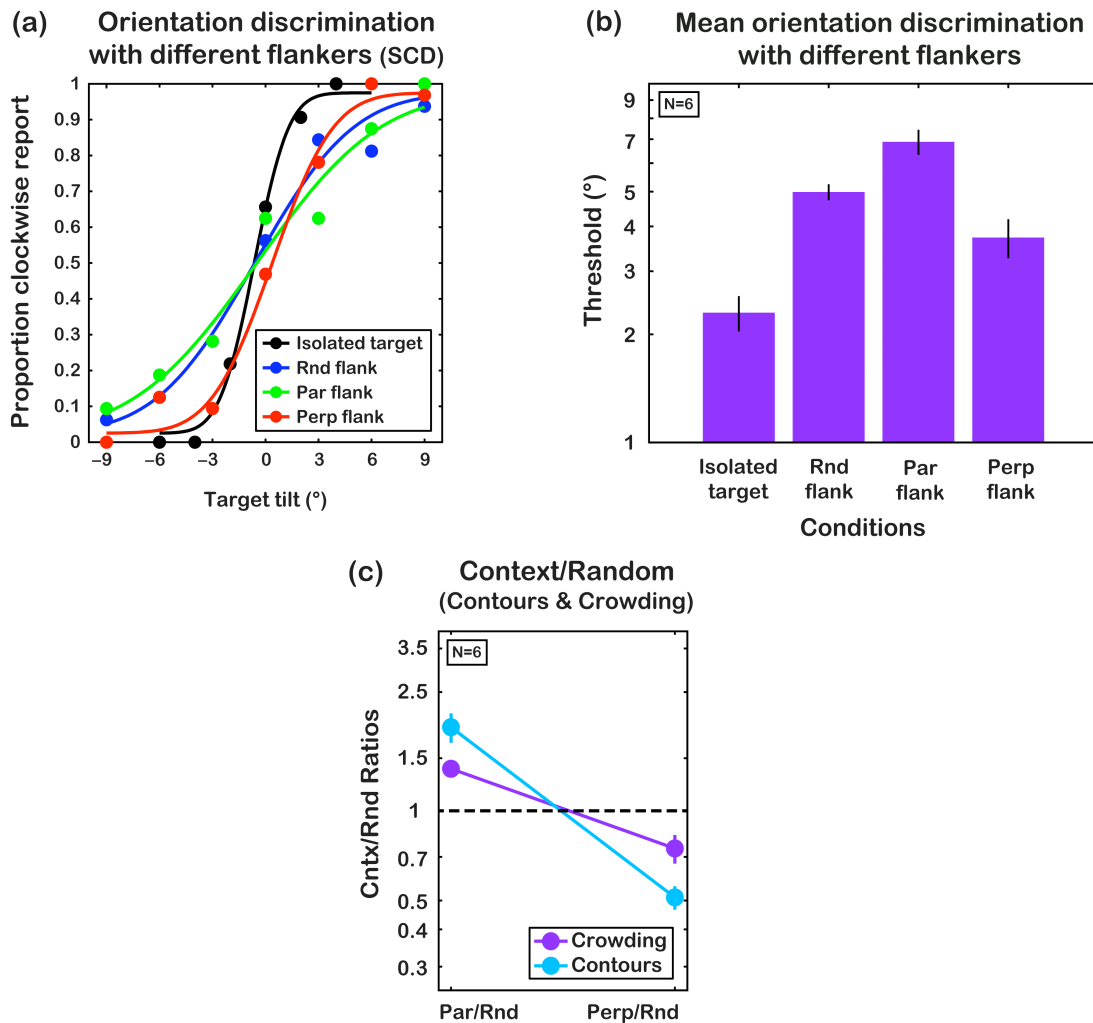 (a)
Orientation discrimination
with different flankers (SCD)
Proportion clockwise report
1
0.9
0.8
0.7
0.6
0.5
0.4
0.3
0.2
0.1
0
Isolated target
Rnd flank
Par flank
Perp flank
–9
–6
–3
0
3
6
9
Target tilt (°)
(b)
Mean orientation discrimination
with different flankers
N=6
Threshold (°)
9
7
5
4
3
2
1
Isolated
target
Rnd
flank
Par
flank
Perp
flank
Conditions
(c)
Context/Random
(Contours & Crowding)
N=6
Cntx/Rnd Ratios
3.5
2.5
1.5
1
0.7
0.5
0.4
0.3
Crowding
Contours
Par/Rnd
Perp/Rnd